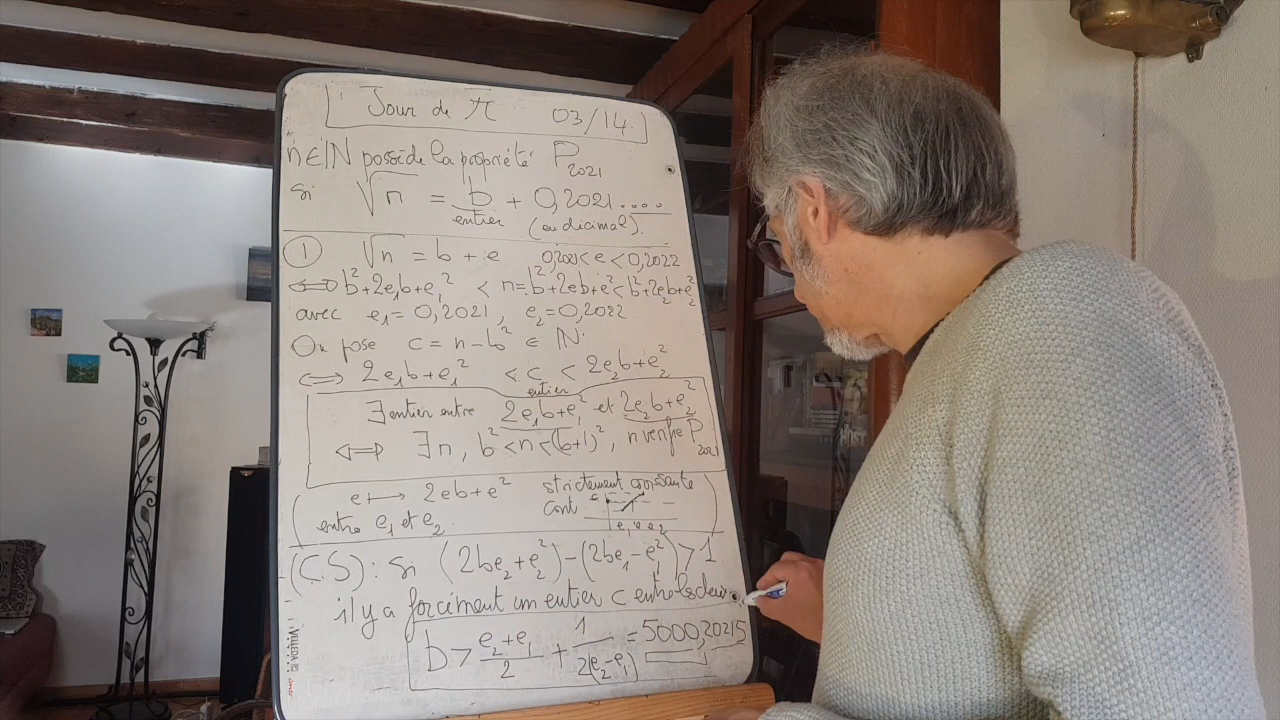 Jour de π 03/14.
n∈ℕ possède la propriété P₂₀₂₁
si √n = b + 0,2021....
entier (en décimal).
① √n = b + e 0,2021<e<0,2022
⟺ b²+2e₁b+e₁² < n=b²+2eb+e²<b²+2e₂b+e₂²
avec e₁=0,2021, e₂=0,2022
On pose c = n-b² ∈ ℕ
⟺ 2e₁b+e₁² < c < 2e₂b+e₂²
entier
∃ entier entre 2e₁b+e₁² et 2e₂b+e₂²
⟺ ∃n, b²<n<(b+1)², n vérifie P₂₀₂₁
( e ⟼ 2eb+e² strictement croissante
cont
entre e₁ et e₂ e₁ e e₂ )
(C.S): si (2be₂+e₂²)-(2be₁-e₁²)>1
il y a forcément un entier c entre les deux.
b > (e₂+e₁)/2 + 1/(2(e₂-e₁)) = 5000,20215
VELLEDA